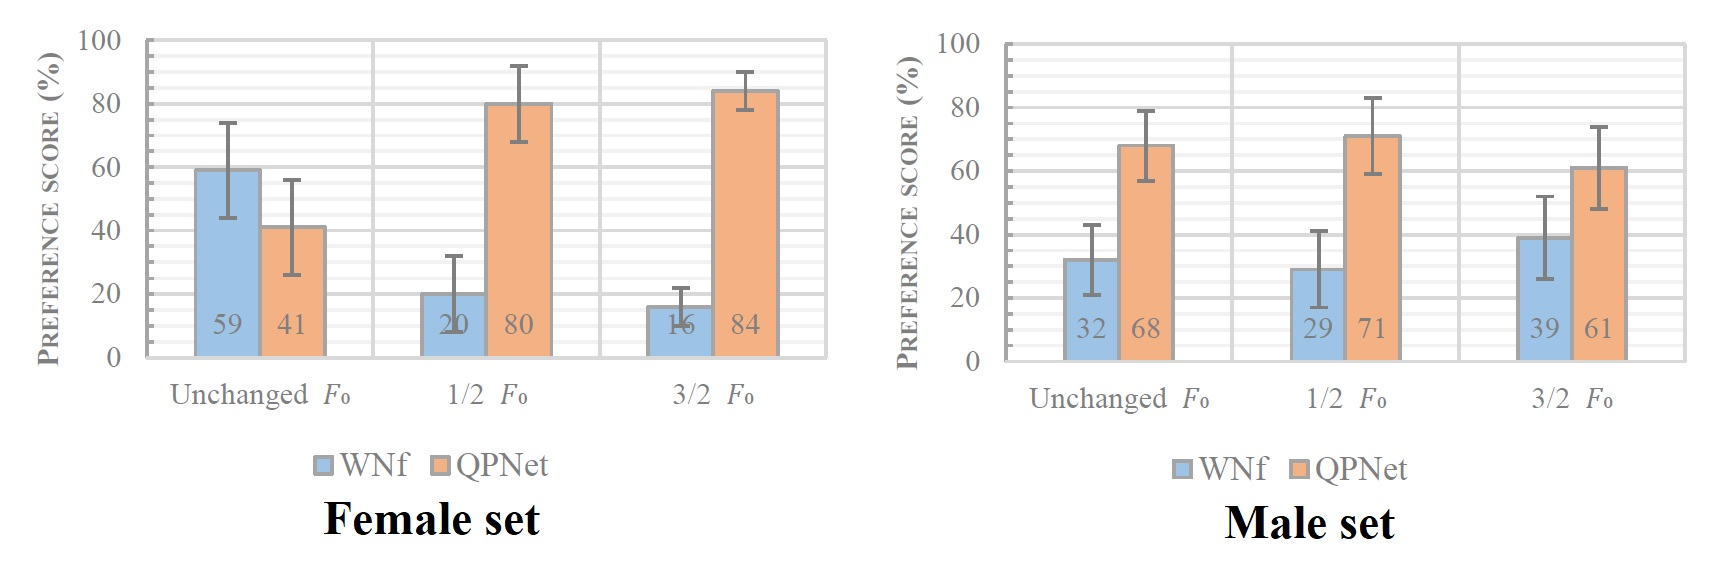 PREFERENCE SCORE (%)
100
80
60
40
20
0
59
41
20
80
16
84
Unchanged F₀
1/2 F₀
3/2 F₀
WNf
QPNet
Female set
PREFERENCE SCORE (%)
100
80
60
40
20
0
32
68
29
71
39
61
Unchanged F₀
1/2 F₀
3/2 F₀
WNf
QPNet
Male set